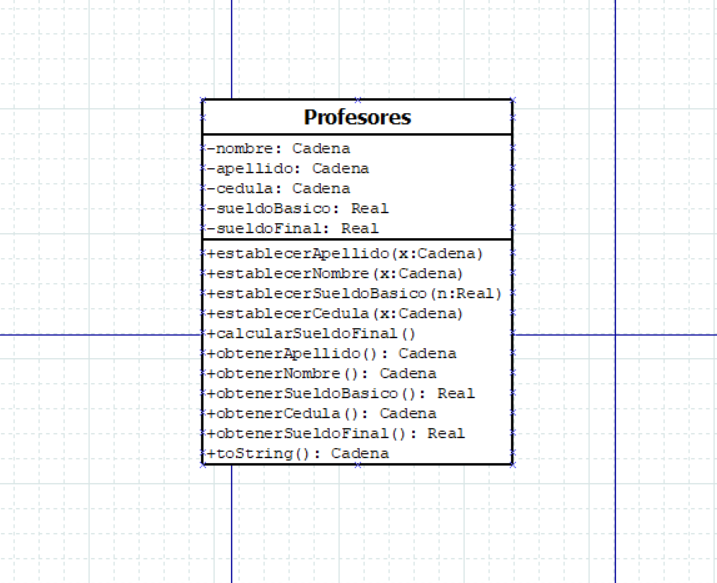 Profesores
-nombre: Cadena
-apellido: Cadena
-cedula: Cadena
-sueldoBasico: Real
-sueldoFinal: Real
+establecerApellido(x:Cadena)
+establecerNombre(x:Cadena)
+establecerSueldoBasico(n:Real)
+establecerCedula(x:Cadena)
+calcularSueldoFinal()
+obtenerApellido(): Cadena
+obtenerNombre(): Cadena
+obtenerSueldoBasico(): Real
+obtenerCedula(): Cadena
+obtenerSueldoFinal(): Real
+toString(): Cadena